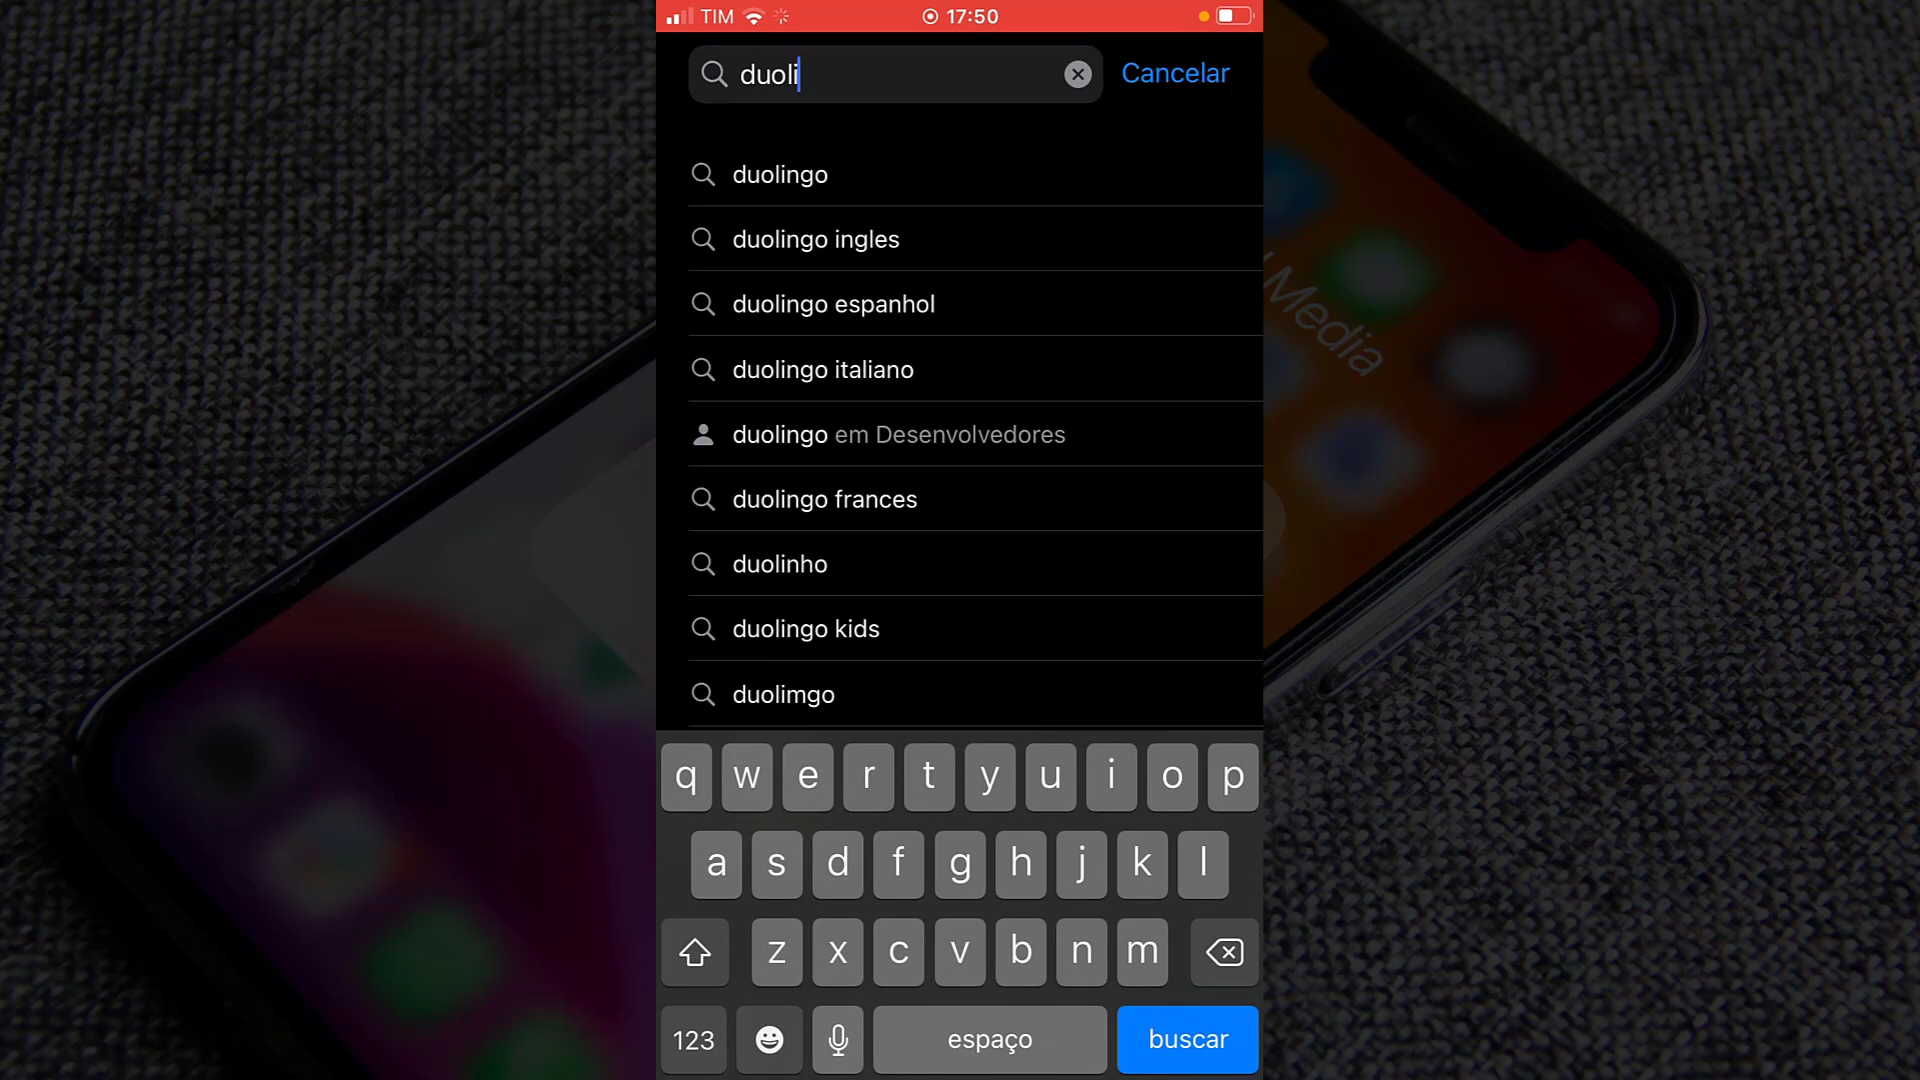 TIM 17:50
duoli Cancelar
duolingo
duolingo ingles
duolingo espanhol
duolingo italiano
duolingo em Desenvolvedores
duolingo frances
duolinho
duolingo kids
duolimgo
q w e r t y u i o p
a s d f g h j k l
z x c v b n m
123 espaço buscar
Media